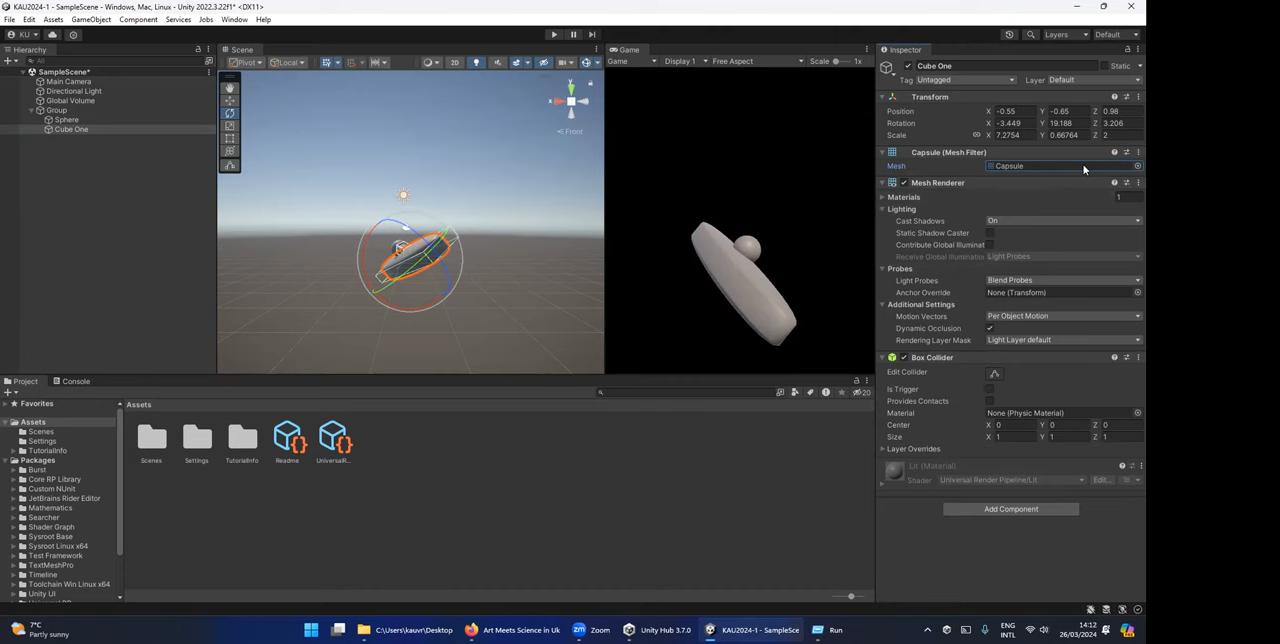 KAU2024-1 - SampleScene - Windows, Mac, Linux - Unity 2022.3.22f1* <DX11>
File Edit Assets GameObject Component Services Jobs Window Help
KU Layers Default
Hierarchy
All
SampleScene*
Main Camera
Directional Light
Global Volume
Group
Sphere
Cube One
Scene
Pivot Local 2D
y
x
Front
Game
Game Display 1 Free Aspect Scale 1x
Inspector
Cube One Static
Tag Untagged Layer Default
Transform
Position X -0.55 Y -0.65 Z 0.98
Rotation X -3.449 Y 19.188 Z 3.206
Scale X 7.2754 Y 0.66764 Z 2
Capsule (Mesh Filter)
Mesh Capsule
Mesh Renderer
Materials 1
Lighting
Cast Shadows On
Static Shadow Caster
Contribute Global Illuminat
Receive Global Illumination Light Probes
Probes
Light Probes Blend Probes
Anchor Override None (Transform)
Additional Settings
Motion Vectors Per Object Motion
Dynamic Occlusion
Rendering Layer Mask Light Layer default
Box Collider
Edit Collider
Is Trigger
Provides Contacts
Material None (Physic Material)
Center X 0 Y 0 Z 0
Size X 1 Y 1 Z 1
Layer Overrides
Lit (Material)
Shader Universal Render Pipeline/Lit Edit...
Add Component
Project Console
20
Favorites
Assets
Scenes
Settings
TutorialInfo
Packages
Burst
Core RP Library
Custom NUnit
JetBrains Rider Editor
Mathematics
Searcher
Shader Graph
Sysroot Base
Sysroot Linux x64
Test Framework
TextMeshPro
Timeline
Toolchain Win Linux x64
Unity UI
Assets
Scenes Settings TutorialInfo Readme UniversalR...
7°C
Partly sunny
C:\Users\kauvr\Desktop
Art Meets Science in Uk
Zoom
Unity Hub 3.7.0
KAU2024-1 - SampleSce
Run
ENG
INTL
14:12
26/03/2024